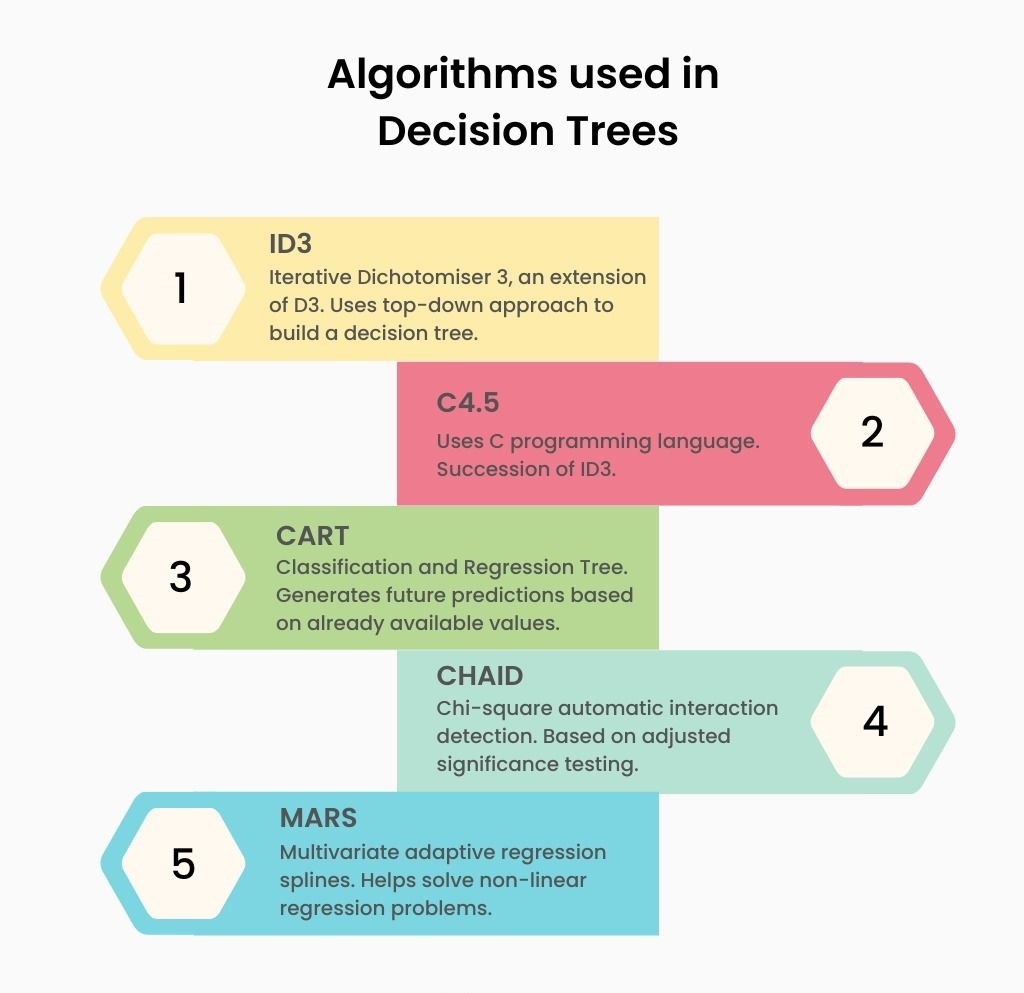 Algorithms used in
Decision Trees
1
ID3
Iterative Dichotomiser 3, an extension
of D3. Uses top-down approach to
build a decision tree.
C4.5
Uses C programming language.
Succession of ID3.
2
3
CART
Classification and Regression Tree.
Generates future predictions based
on already available values.
CHAID
Chi-square automatic interaction
detection. Based on adjusted
significance testing.
4
5
MARS
Multivariate adaptive regression
splines. Helps solve non-linear
regression problems.